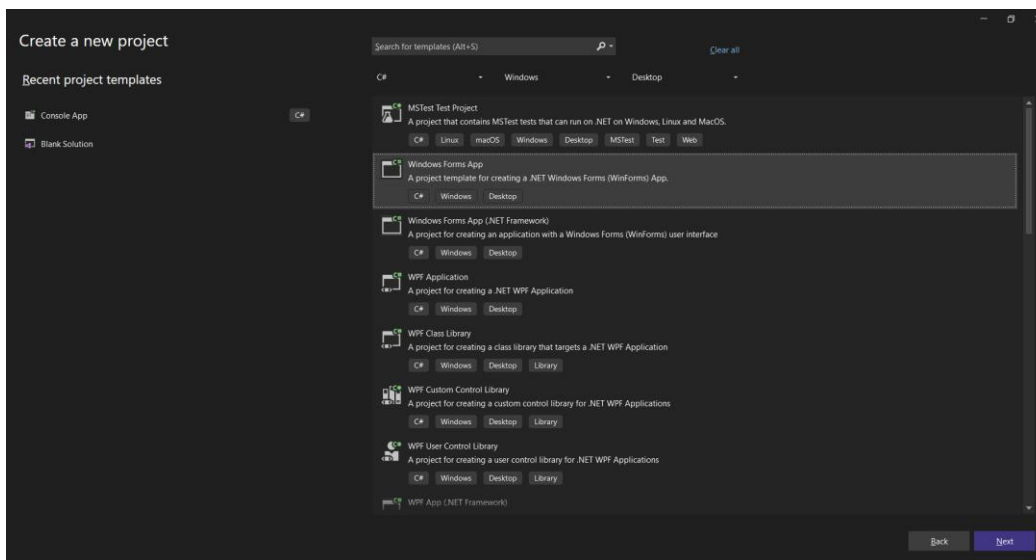 Create a new project
Search for templates (Alt+S)
Clear all
Recent project templates
C#
Windows
Desktop
Console App
C#
Blank Solution
MSTest Test Project
A project that contains MSTest tests that can run on .NET on Windows, Linux and MacOS.
C# Linux macOS Windows Desktop MSTest Test Web
Windows Forms App
A project template for creating a .NET Windows Forms (WinForms) App.
C# Windows Desktop
Windows Forms App (.NET Framework)
A project for creating an application with a Windows Forms (WinForms) user interface
C# Windows Desktop
WPF Application
A project for creating a .NET WPF Application
C# Windows Desktop
WPF Class Library
A project for creating a class library that targets a .NET WPF Application
C# Windows Desktop Library
WPF Custom Control Library
A project for creating a custom control library for .NET WPF Applications
C# Windows Desktop Library
WPF User Control Library
A project for creating a user control library for .NET WPF Applications
C# Windows Desktop Library
WPF App (.NET Framework)
Back
Next